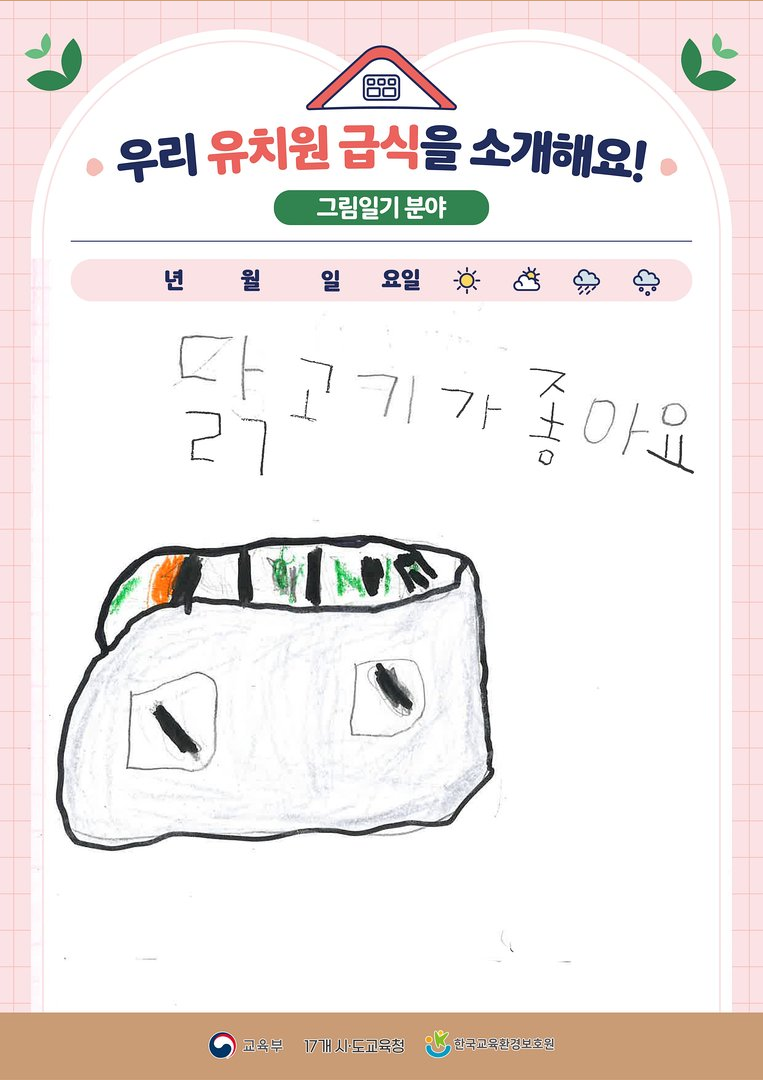 우리 유치원 급식을 소개해요!
그림일기 분야
년 월 일 요일
맑고기가좋아요
교육부 17개 시·도교육청 한국교육환경보호원